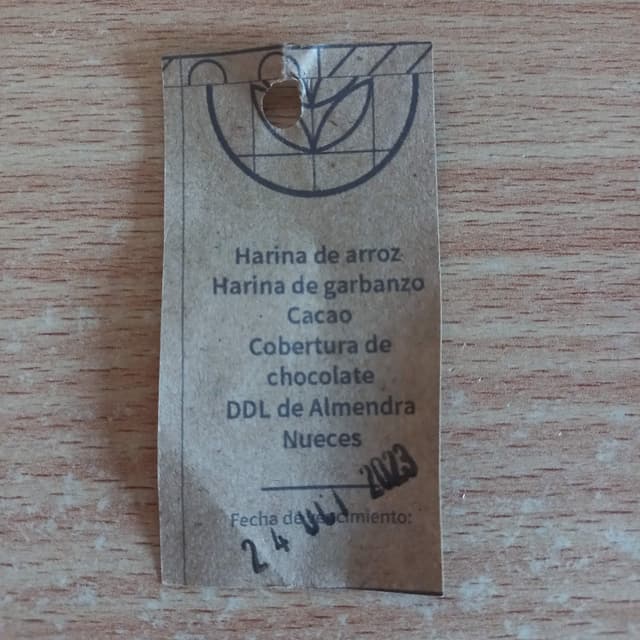 Harina de arroz
Harina de garbanzo
Cacao
Cobertura de
chocolate
DDL de Almendra
Nueces
Fecha de
24 2023